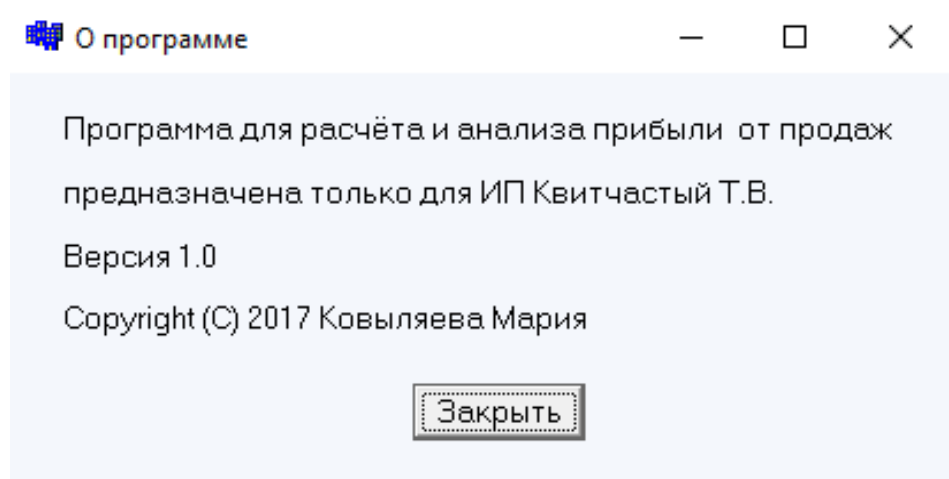 О программе
Программа для расчёта и анализа прибыли  от продаж
предназначена только для ИП Квитчастый Т.В.
Версия 1.0
Copyright (C) 2017 Ковыляева Мария
Закрыть